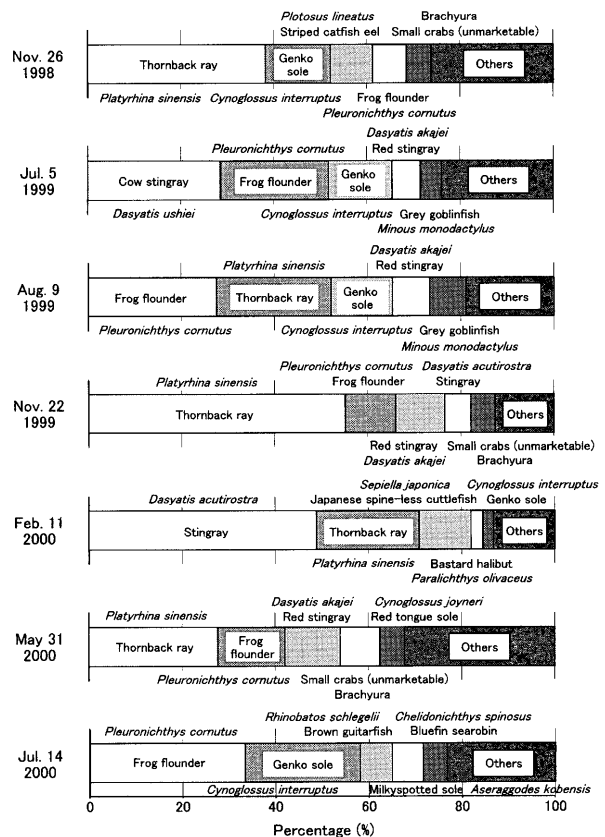 Plotosus lineatus Brachyura
Striped catfish eel Small crabs (unmarketable)
Nov. 26
1998
Thornback ray
Genko
sole
Others
Platyrhina sinensis Cynoglossus interruptus Frog flounder
Pleuronichthys cornutus
Dasyatis akajei
Pleuronichthys cornutus Red stingray
Jul. 5
1999
Cow stingray
Frog flounder
Genko
sole
Others
Dasyatis ushiei Cynoglossus interruptus Grey goblinfish
Minous monodactylus
Dasyatis akajei
Platyrhina sinensis Red stingray
Aug. 9
1999
Frog flounder
Thornback ray
Genko
sole
Others
Pleuronichthys cornutus Cynoglossus interruptus Grey goblinfish
Minous monodactylus
Pleuronichthys cornutus Dasyatis acutirostra
Platyrhina sinensis Frog flounder Stingray
Nov. 22
1999
Thornback ray
Others
Red stingray Small crabs (unmarketable)
Dasyatis akajei Brachyura
Sepiella japonica Cynoglossus interruptus
Dasyatis acutirostra Japanese spine-less cuttlefish Genko sole
Feb. 11
2000
Stingray
Thornback ray
Others
Platyrhina sinensis Bastard halibut
Paralichthys olivaceus
Dasyatis akajei Cynoglossus joyneri
Platyrhina sinensis Red stingray Red tongue sole
May 31
2000
Thornback ray
Frog
flounder
Others
Pleuronichthys cornutus Small crabs (unmarketable)
Brachyura
Rhinobatos schlegelii Chelidonichthys spinosus
Pleuronichthys cornutus Brown guitarfish Bluefin searobin
Jul. 14
2000
Frog flounder
Genko sole
Others
Cynoglossus interruptus Milkyspotted sole Aseraggodes kobensis
0 20 40 60 80 100
Percentage (%)